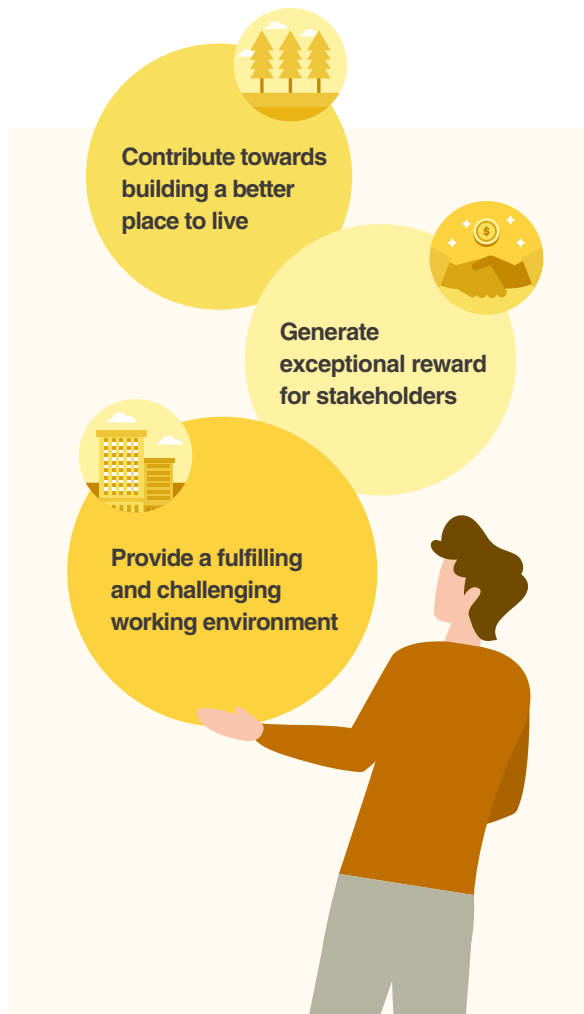 Contribute towards
building a better
place to live
$
Generate
exceptional reward
for stakeholders
Provide a fulfilling
and challenging
working environment